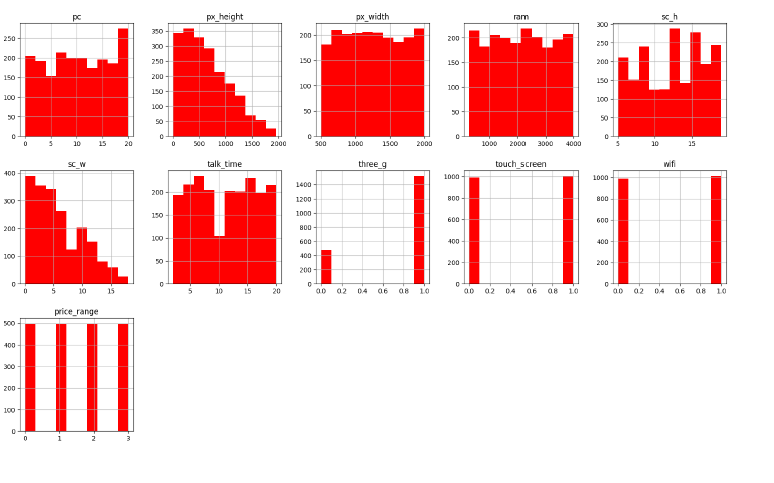 pc px_height px_width ram sc_h
250 200 150 100 50 0
0 5 10 15 20
350 300 250 200 150 100 50 0
0 500 1000 1500 2000
200 150 100 50 0
500 1000 1500 2000
200 150 100 50 0
1000 2000 3000 4000
300 250 200 150 100 50 0
5 10 15
sc_w talk_time three_g touch_screen wifi
400 300 200 100 0
0 5 10 15
200 150 100 50 0
5 10 15 20
1400 1200 1000 800 600 400 200 0
0.0 0.2 0.4 0.6 0.8 1.0
1000 800 600 400 200 0
0.0 0.2 0.4 0.6 0.8 1.0
1000 800 600 400 200 0
0.0 0.2 0.4 0.6 0.8 1.0
price_range
500 400 300 200 100 0
0 1 2 3